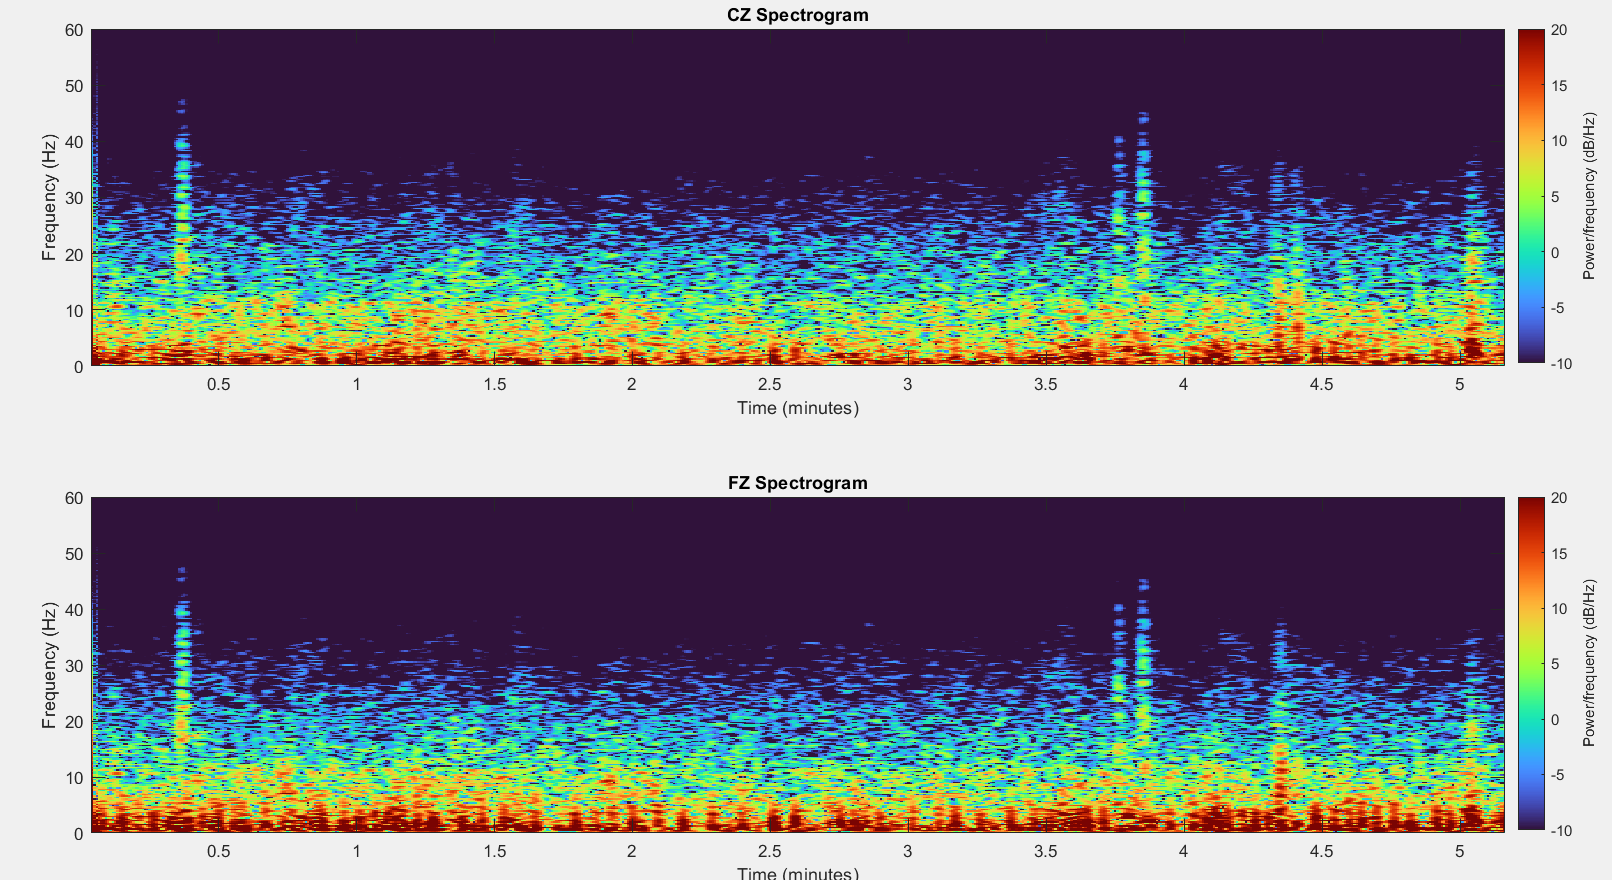 CZ Spectrogram
60
50
40
30
20
10
0
Frequency (Hz)
0.5 1 1.5 2 2.5 3 3.5 4 4.5 5
Time (minutes)
20
15
10
5
0
-5
-10
Power/frequency (dB/Hz)
FZ Spectrogram
60
50
40
30
20
10
0
Frequency (Hz)
0.5 1 1.5 2 2.5 3 3.5 4 4.5 5
Time (minutes)
20
15
10
5
0
-5
-10
Power/frequency (dB/Hz)